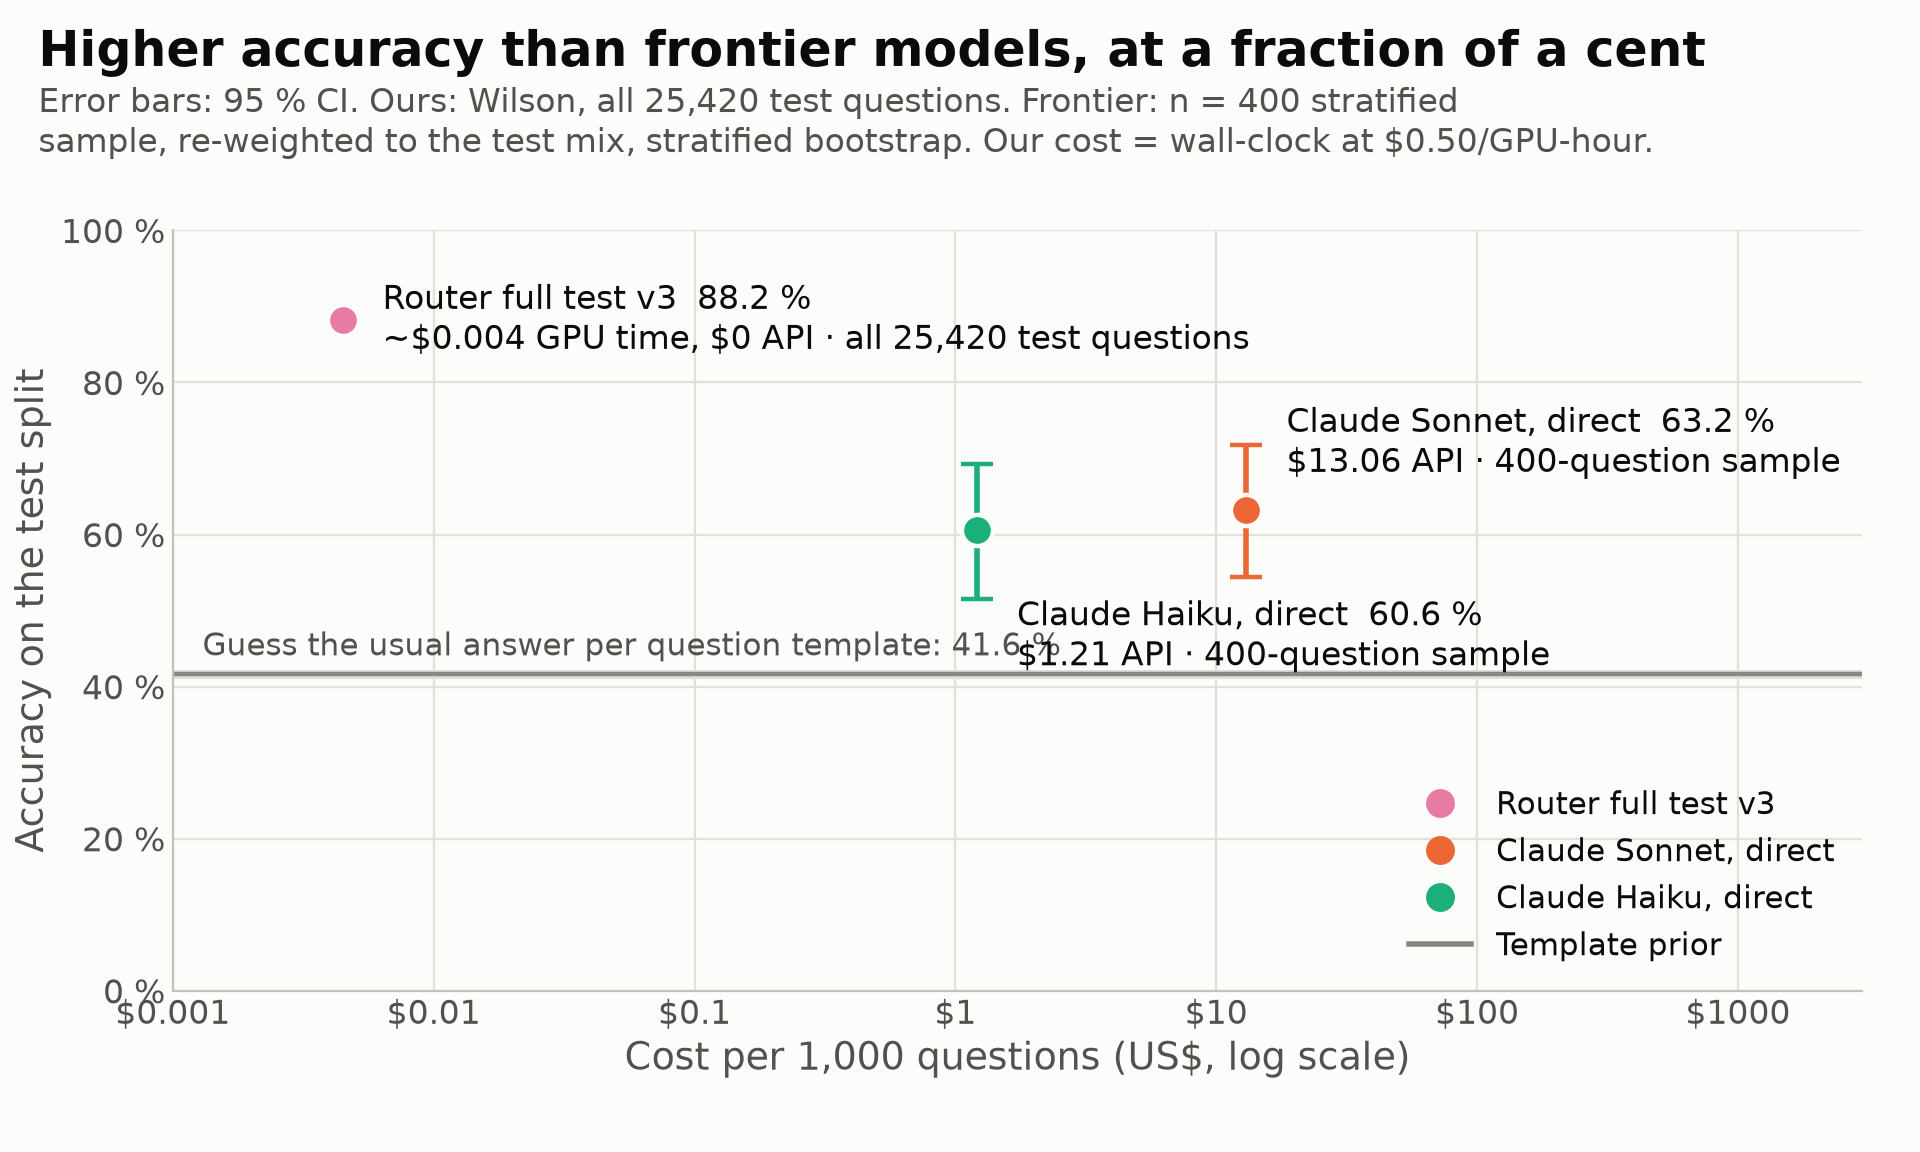 Higher accuracy than frontier models, at a fraction of a cent
Error bars: 95 % CI. Ours: Wilson, all 25,420 test questions. Frontier: n = 400 stratified
sample, re-weighted to the test mix, stratified bootstrap. Our cost = wall-clock at $0.50/GPU-hour.
Accuracy on the test split
100 %
80 %
60 %
40 %
20 %
0 %
Router full test v3  88.2 %
~$0.004 GPU time, $0 API · all 25,420 test questions
Claude Sonnet, direct  63.2 %
$13.06 API · 400-question sample
Claude Haiku, direct  60.6 %
$1.21 API · 400-question sample
Guess the usual answer per question template: 41.6 %
Router full test v3
Claude Sonnet, direct
Claude Haiku, direct
Template prior
$0.001
$0.01
$0.1
$1
$10
$100
$1000
Cost per 1,000 questions (US$, log scale)